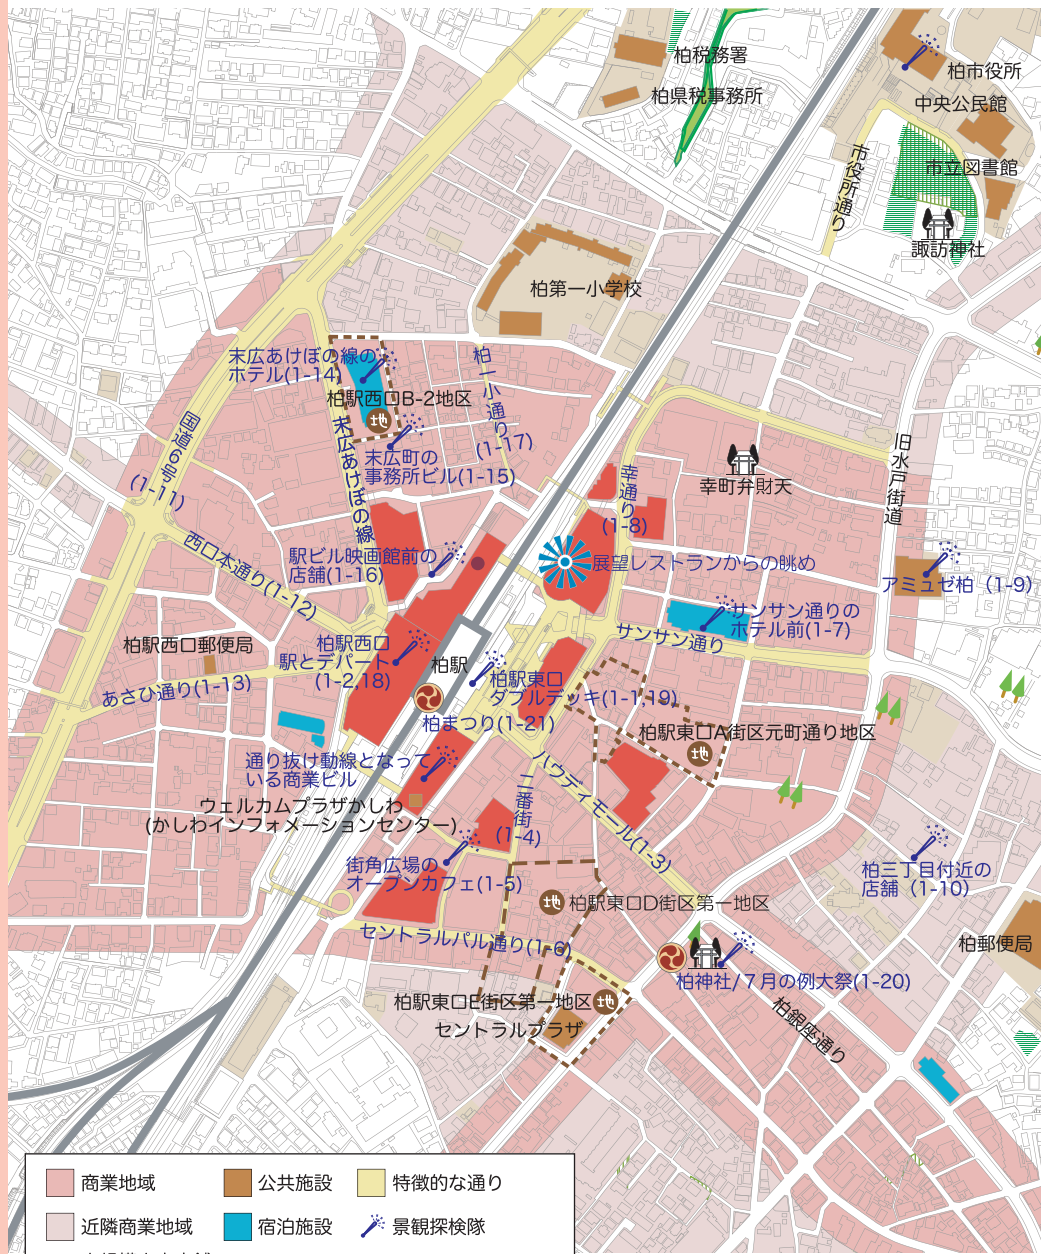 柏税務署
柏県税事務所
柏市役所
中央公民館
市立図書館
市役所通り
諏訪神社
柏第一小学校
末広あけぼの線の
ホテル(1-14)
柏駅西口B-2地区
地
柏一小通り
(1-17)
末広町の
事務所ビル(1-15)
末広あけぼの線
国道6号
(1-11)
西口本通り(1-12)
幸通り
(1-8)
幸町弁財天
旧水戸街道
駅ビル映画館前の
店舗(1-16)
展望レストランからの眺め
アミュゼ柏（1-9）
サンサン通りの
ホテル前(1-7)
サンサン通り
柏駅西口郵便局
柏駅西口
駅とデパート
(1-2,18)
柏駅
あさひ通り(1-13)
柏駅東口
ダブルデッキ(1-1,19)
柏まつり(1-21)
柏駅東口A街区元町通り地区
地
通り抜け動線となって
いる商業ビル
ウェルカムプラザかしわ
(かしわインフォメーションセンター)
二番街
(1-4)
ハウディモール(1-3)
街角広場の
オープンカフェ(1-5)
柏三丁目付近の
店舗（1-10）
地
柏駅東口D街区第一地区
セントラルパル通り(1-6)
柏郵便局
柏神社/７月の例大祭(1-20)
柏駅東口E街区第一地区
地
セントラルプラザ
柏銀座通り
商業地域
公共施設
特徴的な通り
近隣商業地域
宿泊施設
景観探検隊